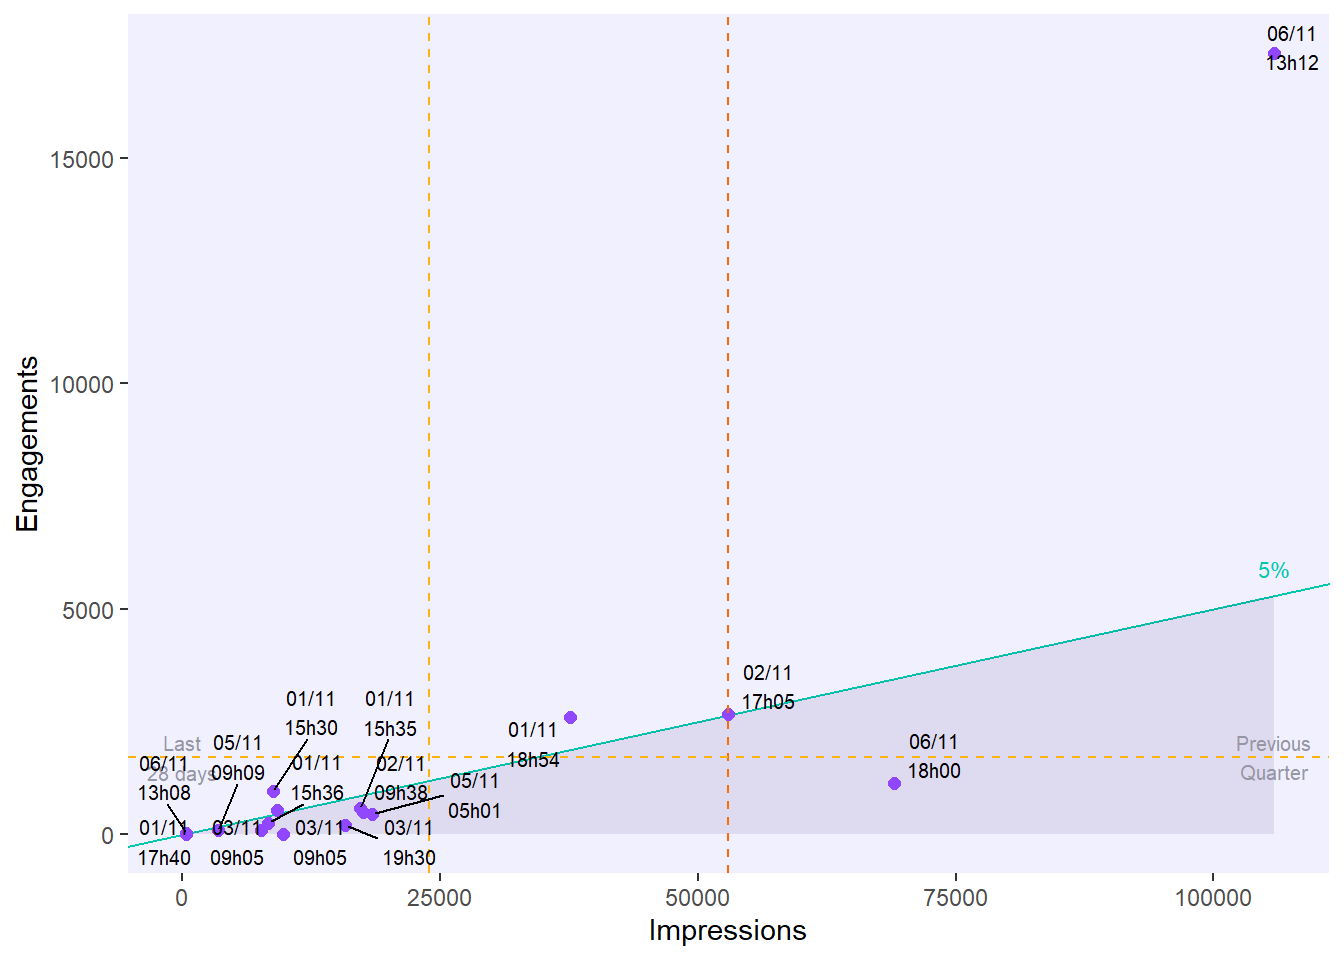 06/11
13h12
15000
10000
5000
0
Engagements
5%
02/11
17h05
01/11
15h30
01/11
15h35
01/11
18h54
06/11
18h00
Last
28 days
Previous
Quarter
05/11
09h09
06/11
13h08
01/11
15h36
02/11
09h38
05/11
05h01
01/11
17h40
03/11
09h05
03/11
09h05
03/11
19h30
0
25000
50000
75000
100000
Impressions